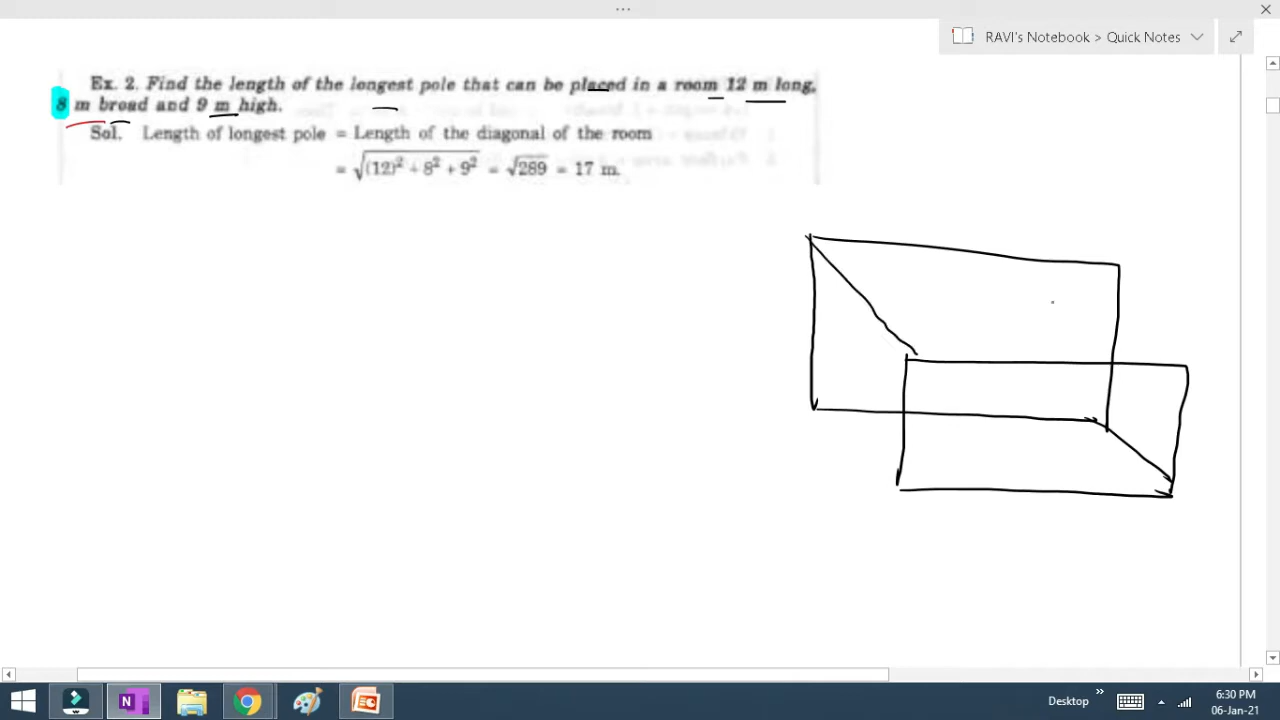 RAVI's Notebook > Quick Notes
Ex. 2. Find the length of the longest pole that can be placed in a room 12 m long,
8 m broad and 9 m high.
Sol. Length of longest pole = Length of the diagonal of the room
= √(12)² + 8² + 9² = √289 = 17 m.
Desktop
6:30 PM
06-Jan-21